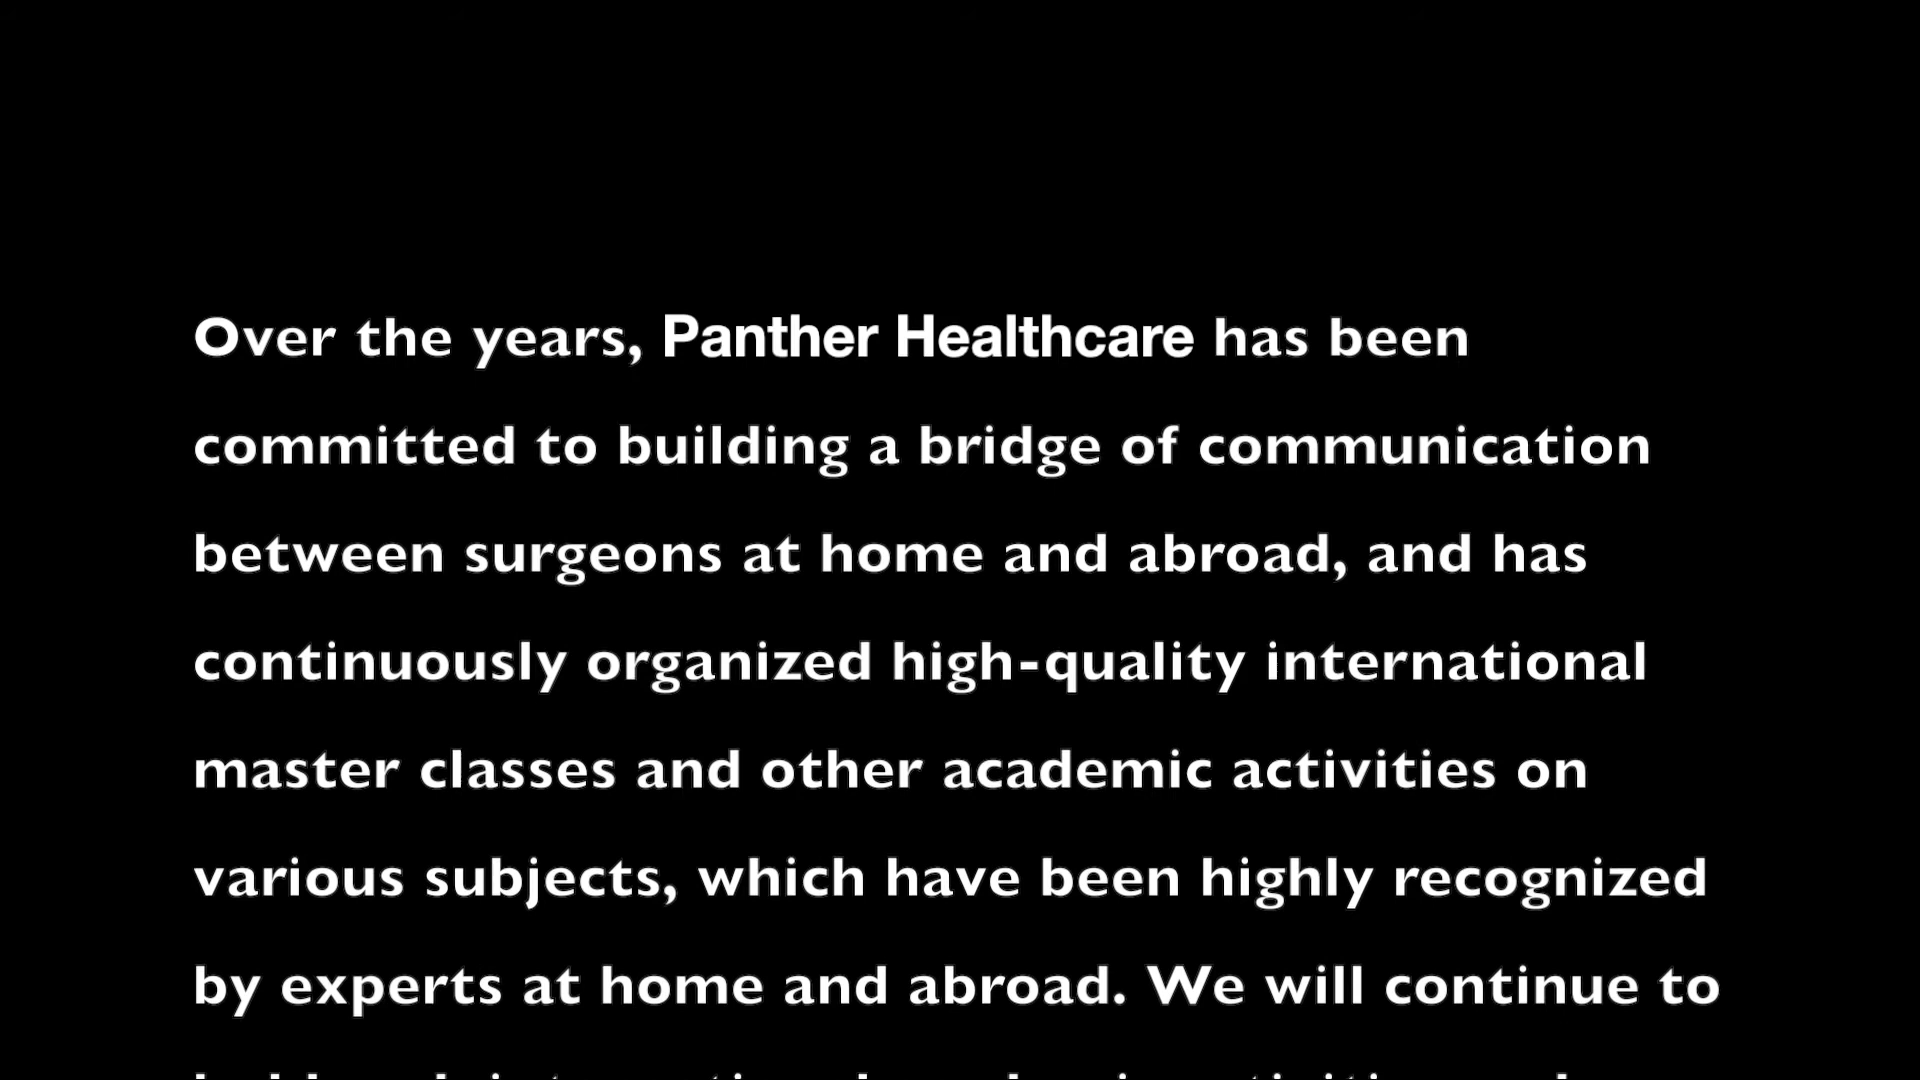 Over the years, Panther Healthcare has been
committed to building a bridge of communication
between surgeons at home and abroad, and has
continuously organized high-quality international
master classes and other academic activities on
various subjects, which have been highly recognized
by experts at home and abroad. We will continue to